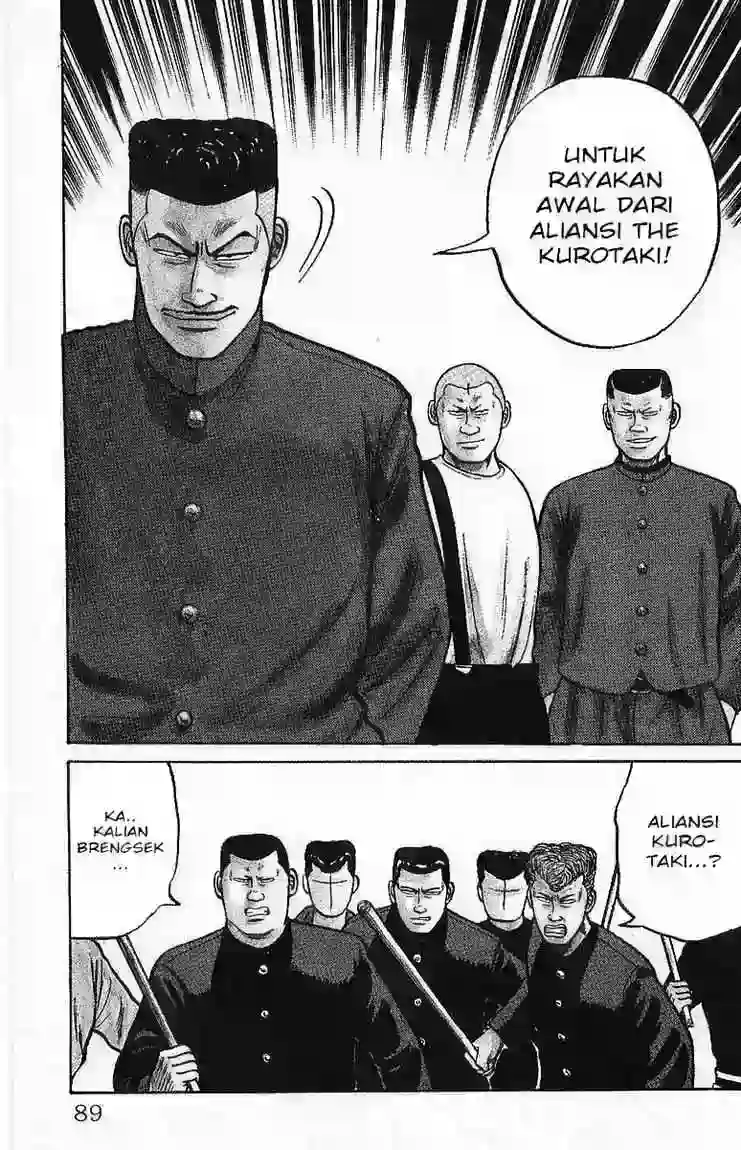 UNTUK
RAYAKAN
AWAL DARI
ALIANSI THE
KUROTAKI!
ALIANSI
KURO-
TAKI...?
KA..
KALIAN
BRENGSEK
...
89